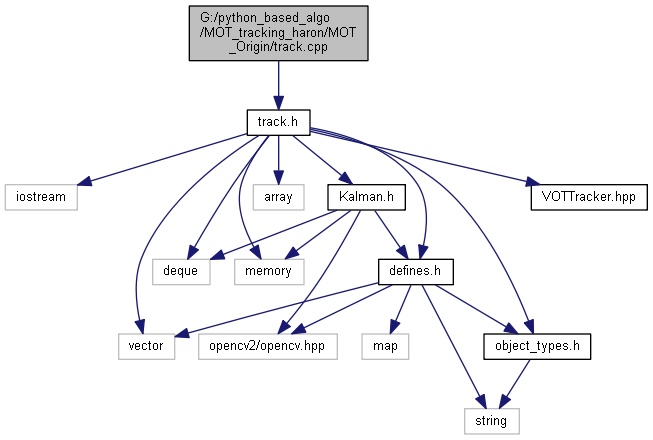 G:/python_based_algo
/MOT_tracking_haron/MOT
_Origin/track.cpp
track.h
iostream
array
Kalman.h
VOTTracker.hpp
deque
memory
defines.h
vector
opencv2/opencv.hpp
map
object_types.h
string